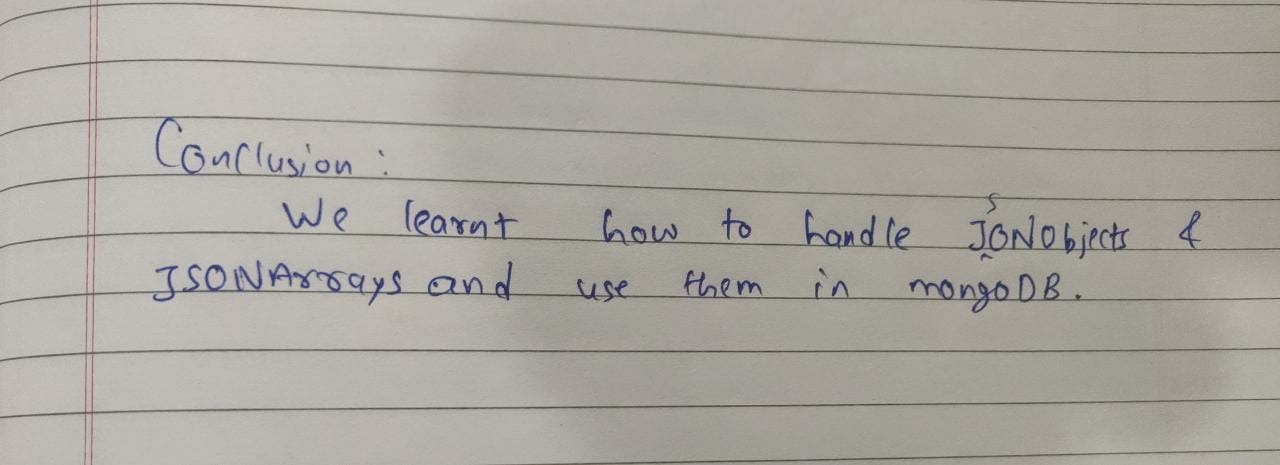 Conclusion :
We learnt how to handle JSONObjects &
JSONArrays and use them in mongoDB.